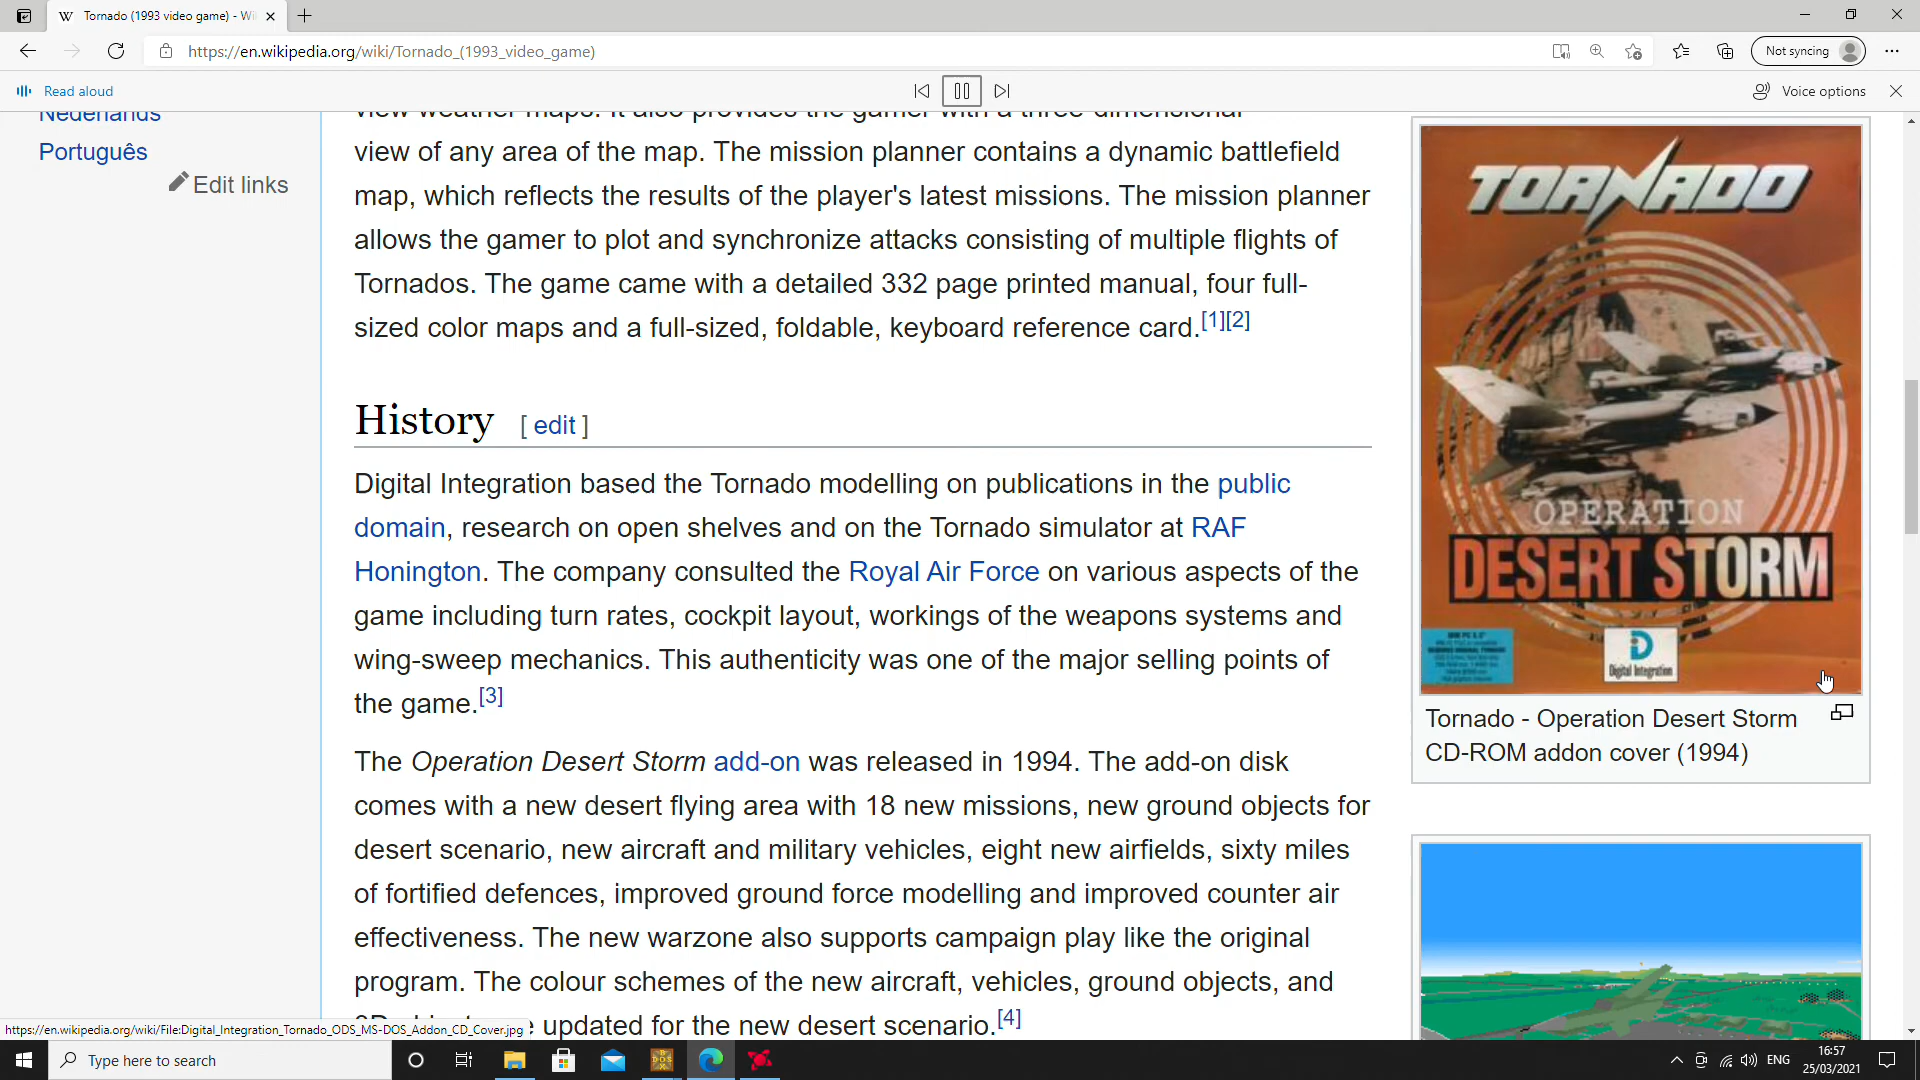 Tornado (1993 video game) - Wi
https://en.wikipedia.org/wiki/Tornado_(1993_video_game)
Not syncing
Read aloud
Voice options
Nederlands
Português
Edit links
view weather maps. It also provides the gamer with a three-dimensional
view of any area of the map. The mission planner contains a dynamic battlefield
map, which reflects the results of the player's latest missions. The mission planner
allows the gamer to plot and synchronize attacks consisting of multiple flights of
Tornados. The game came with a detailed 332 page printed manual, four full-
sized color maps and a full-sized, foldable, keyboard reference card.[1][2]
History [ edit ]
Digital Integration based the Tornado modelling on publications in the public
domain, research on open shelves and on the Tornado simulator at RAF
Honington. The company consulted the Royal Air Force on various aspects of the
game including turn rates, cockpit layout, workings of the weapons systems and
wing-sweep mechanics. This authenticity was one of the major selling points of
the game.[3]
The Operation Desert Storm add-on was released in 1994. The add-on disk
comes with a new desert flying area with 18 new missions, new ground objects for
desert scenario, new aircraft and military vehicles, eight new airfields, sixty miles
of fortified defences, improved ground force modelling and improved counter air
effectiveness. The new warzone also supports campaign play like the original
program. The colour schemes of the new aircraft, vehicles, ground objects, and
updated for the new desert scenario.[4]
TORNADO
OPERATION
DESERT STORM
Digital Integration
Tornado - Operation Desert Storm
CD-ROM addon cover (1994)
https://en.wikipedia.org/wiki/File:Digital_Integration_Tornado_ODS_MS-DOS_Addon_CD_Cover.jpg
Type here to search
ENG
16:57
25/03/2021